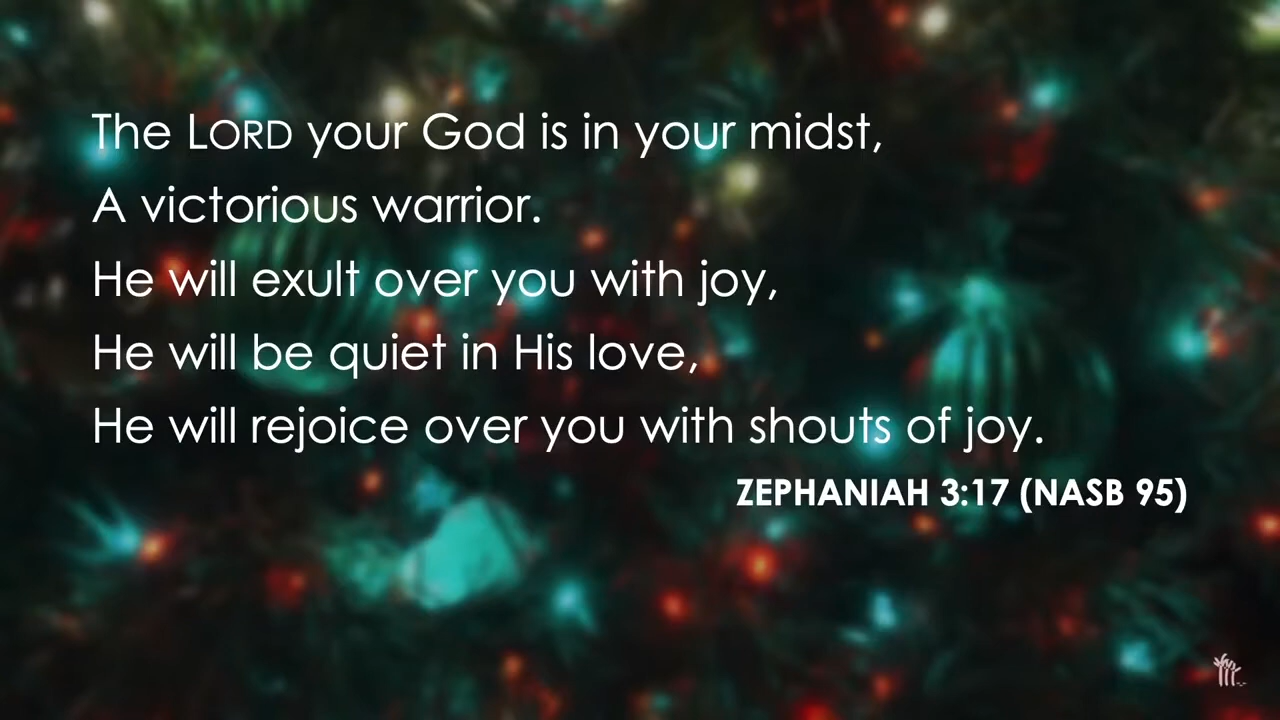 The LORD your God is in your midst,
A victorious warrior.
He will exult over you with joy,
He will be quiet in His love,
He will rejoice over you with shouts of joy.
ZEPHANIAH 3:17 (NASB 95)